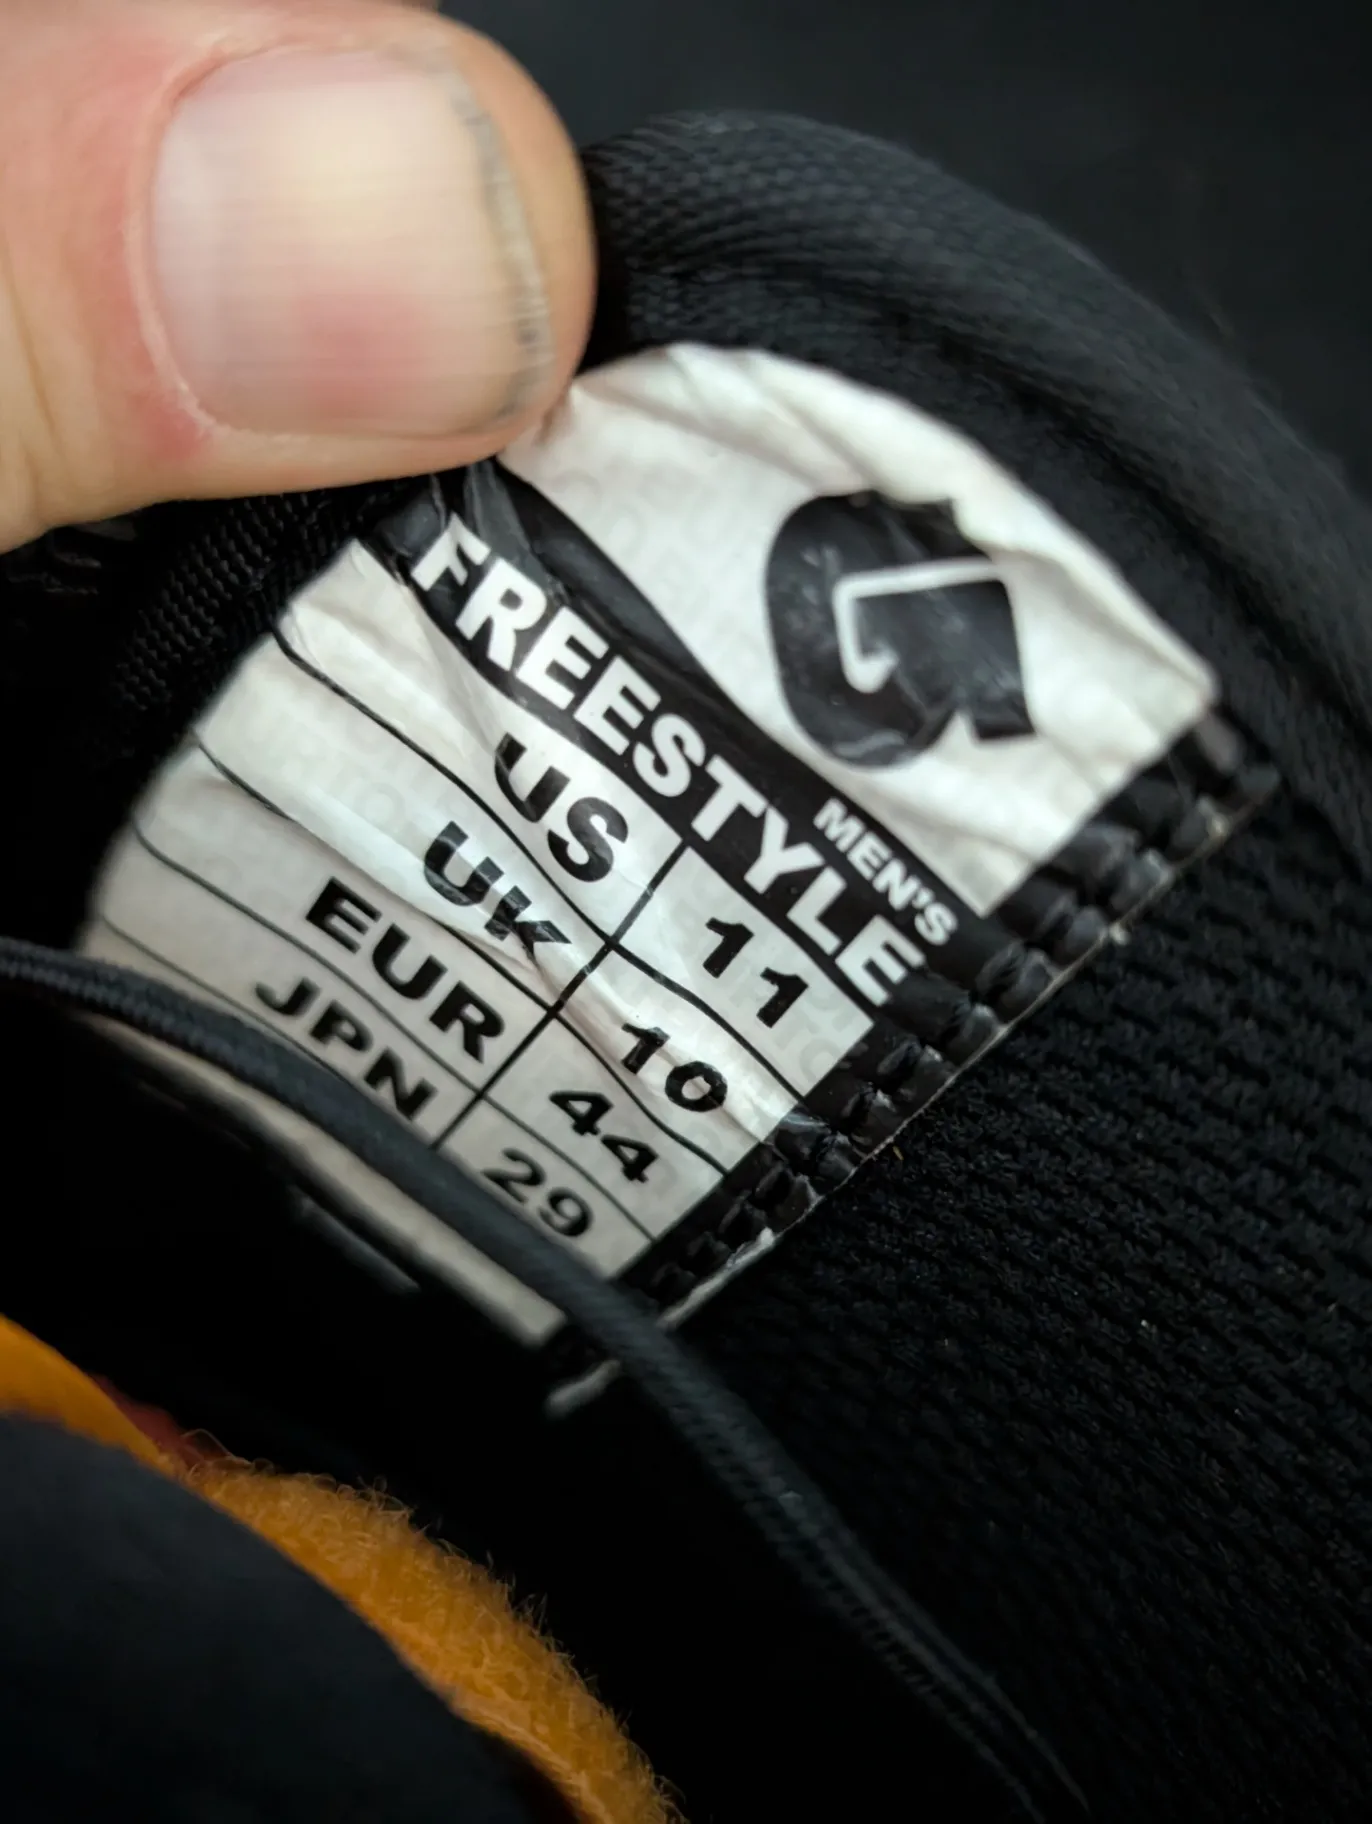 MEN'S
FREESTYLE
US 11
UK 10
EUR 44
JPN 29